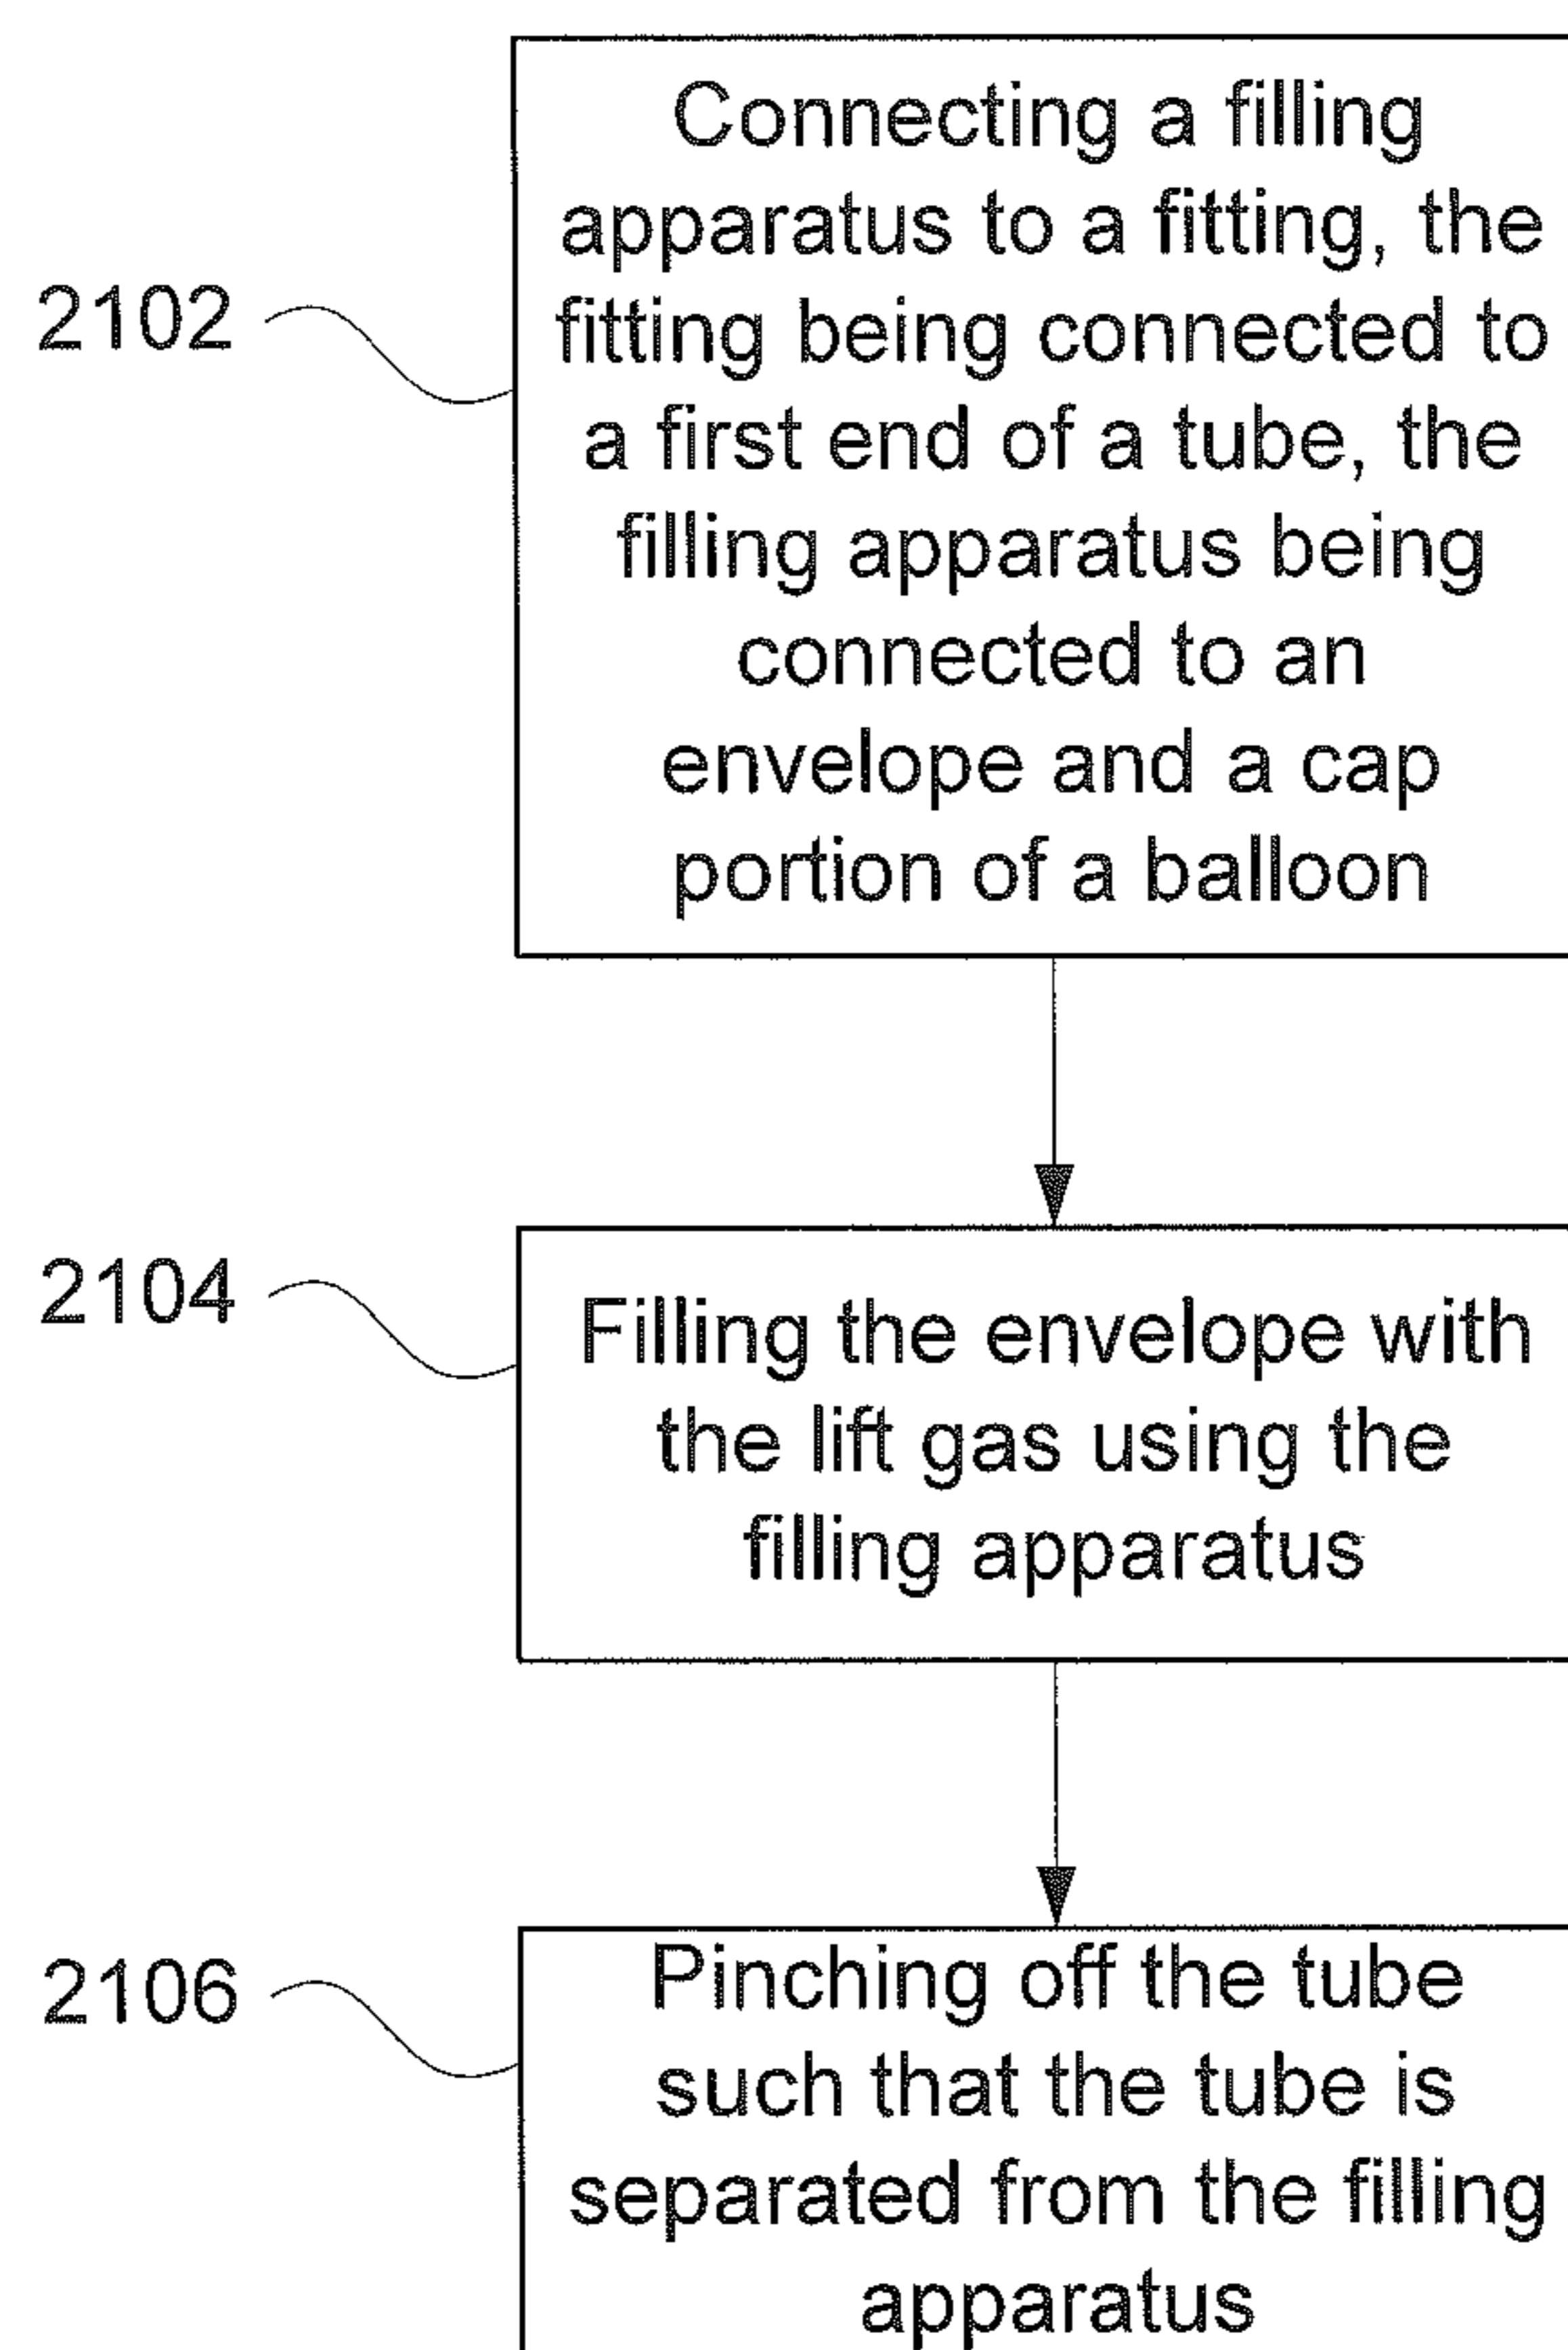 Connecting a filling
apparatus to a fitting, the
2102
fitting being connected to
a first end of a tube, the
filling apparatus being
connected to an
envelope and a cap
portion of a balloon
2104
Filling the envelope with
the lift gas using the
filling apparatus
2106
Pinching off the tube
such that the tube is
separated from the filling
apparatus